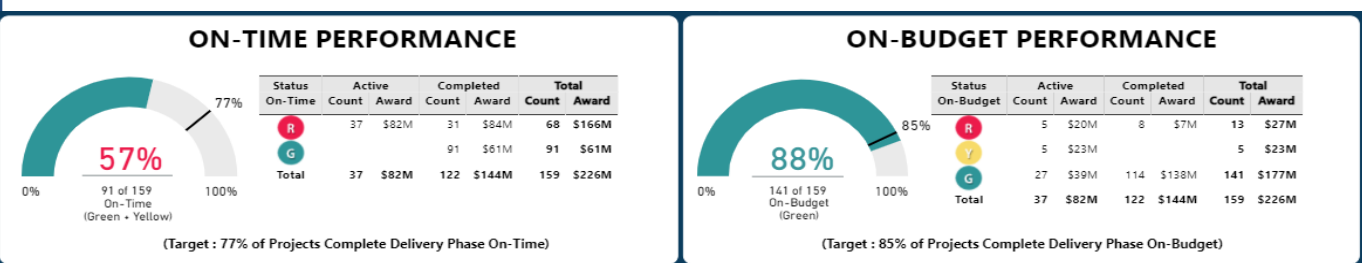 ON-TIME PERFORMANCE
Status Active Completed Total
On-Time Count Award Count Award Count Award
R 37 $82M 31 $84M 68 $166M
G 91 $61M 91 $61M
Total 37 $82M 122 $144M 159 $226M
77%
57%
0% 100%
91 of 159
On-Time
(Green + Yellow)
(Target : 77% of Projects Complete Delivery Phase On-Time)
ON-BUDGET PERFORMANCE
Status Active Completed Total
On-Budget Count Award Count Award Count Award
R 5 $20M 8 $7M 13 $27M
Y 5 $23M 5 $23M
G 27 $39M 114 $138M 141 $177M
Total 37 $82M 122 $144M 159 $226M
85%
88%
0% 100%
141 of 159
On-Budget
(Green)
(Target : 85% of Projects Complete Delivery Phase On-Budget)